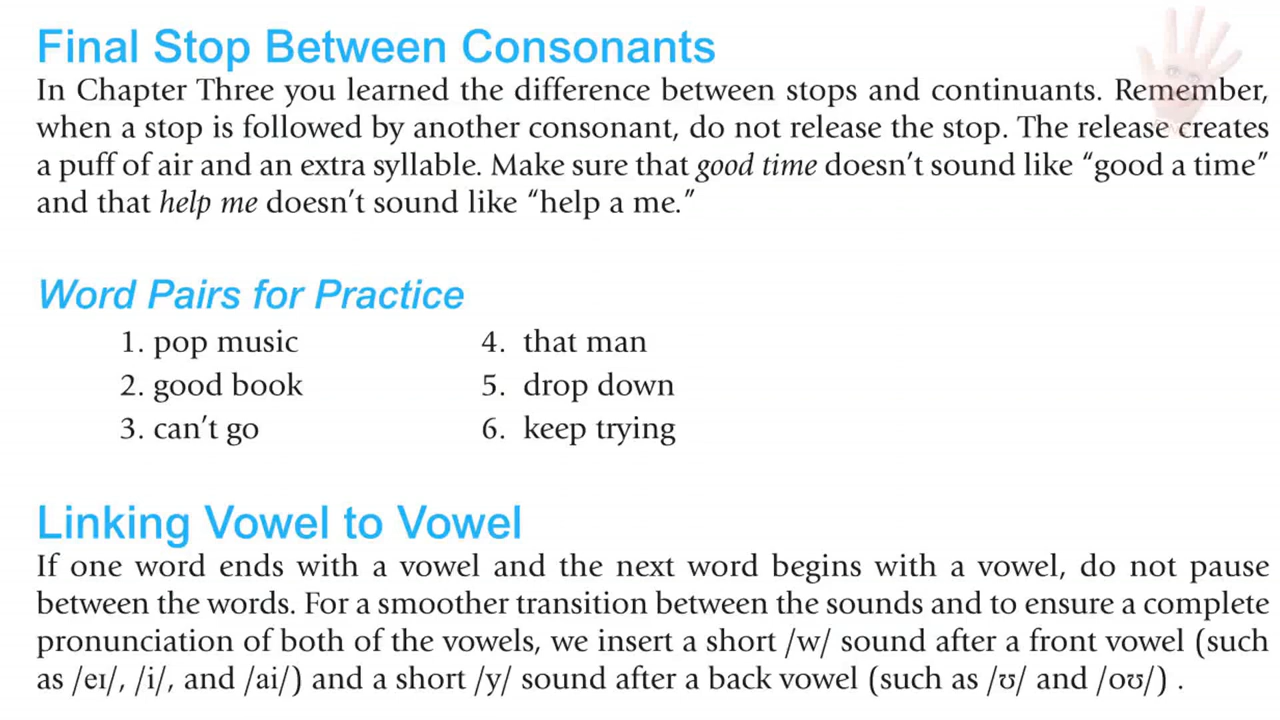 Final Stop Between Consonants
In Chapter Three you learned the difference between stops and continuants. Remember,
when a stop is followed by another consonant, do not release the stop. The release creates
a puff of air and an extra syllable. Make sure that good time doesn't sound like “good a time”
and that help me doesn't sound like “help a me.”
Word Pairs for Practice
1. pop music
2. good book
3. can't go
4. that man
5. drop down
6. keep trying
Linking Vowel to Vowel
If one word ends with a vowel and the next word begins with a vowel, do not pause
between the words. For a smoother transition between the sounds and to ensure a complete
pronunciation of both of the vowels, we insert a short /w/ sound after a front vowel (such
as /eɪ/, /i/, and /ai/) and a short /y/ sound after a back vowel (such as /ʊ/ and /oʊ/) .